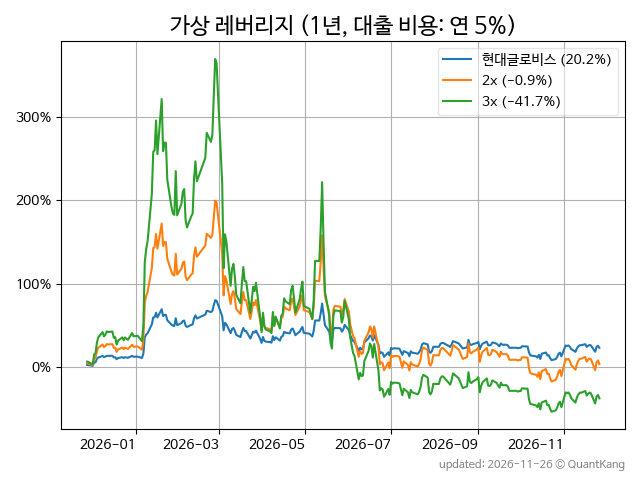 가상 레버리지 (1년, 대출 비용: 연 5%)
현대글로비스 (20.2%)
2x (-0.9%)
3x (-41.7%)
300%
200%
100%
0%
2026-01
2026-03
2026-05
2026-07
2026-09
2026-11
updated: 2026-11-26 © QuantKang